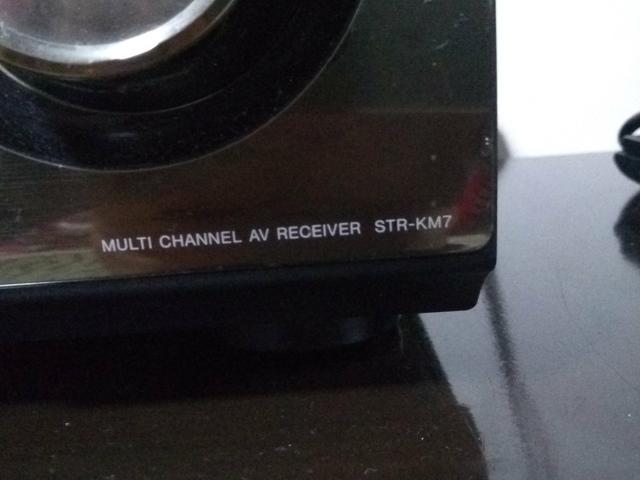 MULTI CHANNEL AV RECEIVER STR-KM7